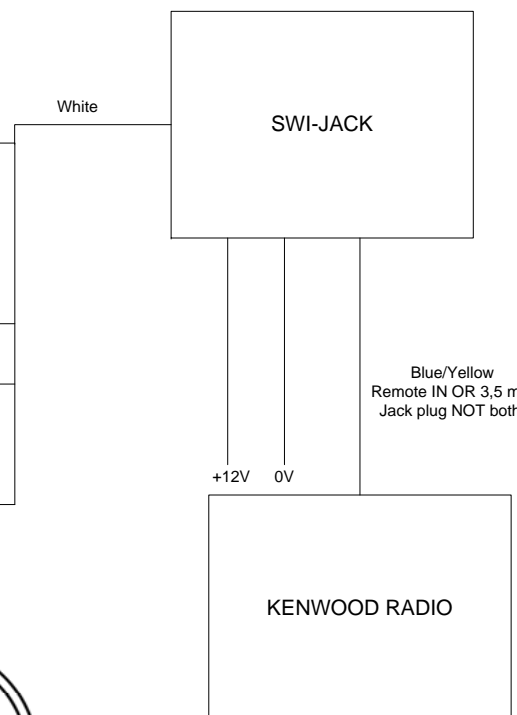 White
SWI-JACK
Blue/Yellow
Remote IN OR 3,5 m
Jack plug NOT both
+12V 0V
KENWOOD RADIO